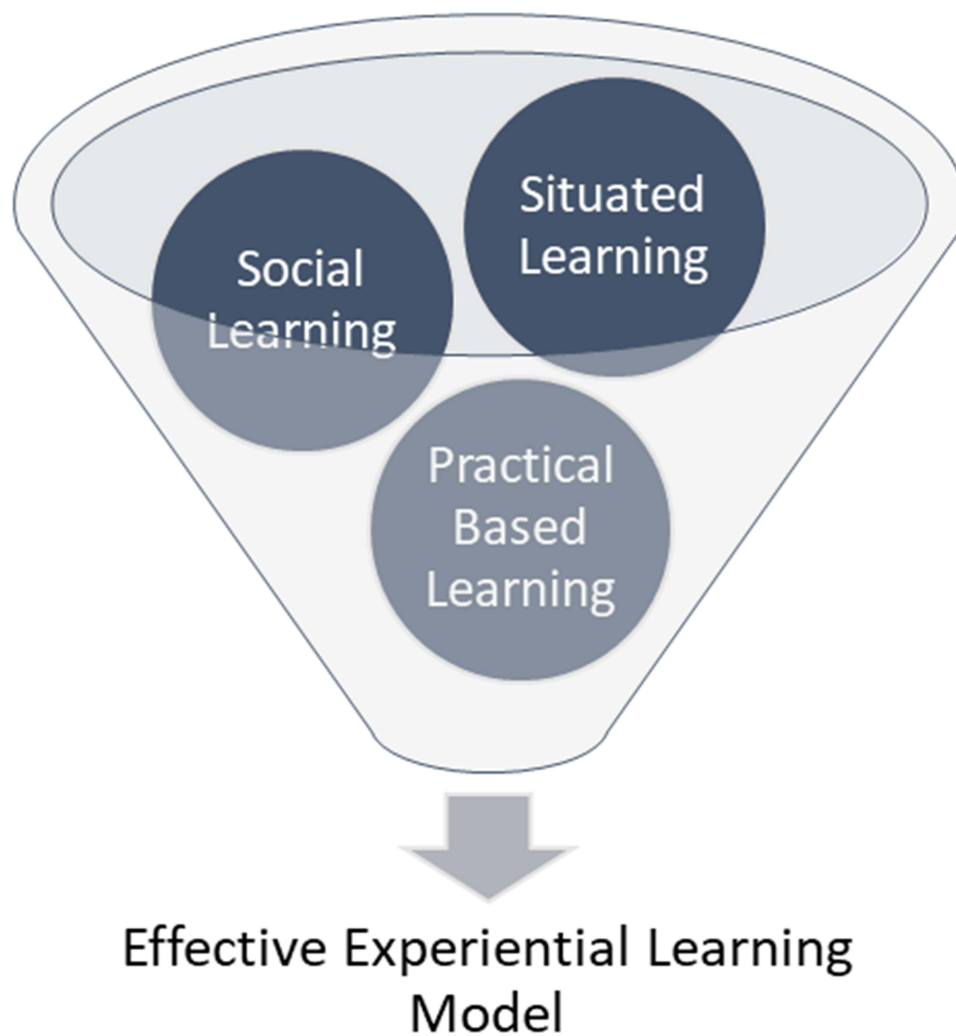 Situated
Learning
Social
Learning
Practical
Based
Learning
Effective Experiential Learning
Model